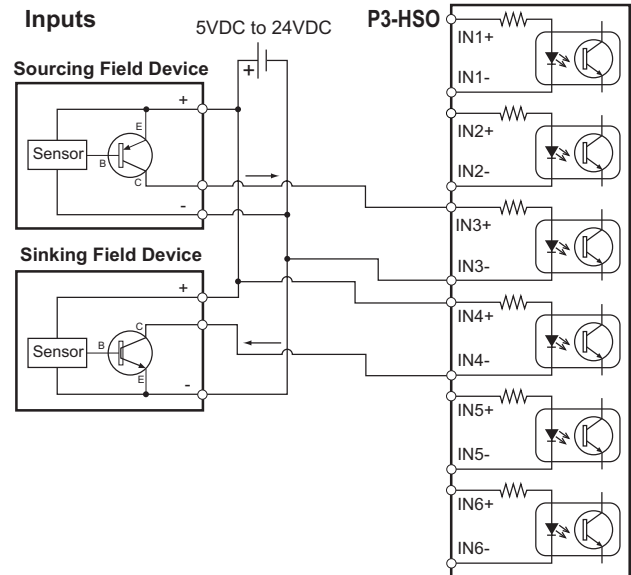 Inputs
5VDC to 24VDC
+
Sourcing Field Device
+
E
Sensor
B
C
-
Sinking Field Device
+
C
Sensor
B
E
-
P3-HSO
IN1+
IN1-
IN2+
IN2-
IN3+
IN3-
IN4+
IN4-
IN5+
IN5-
IN6+
IN6-